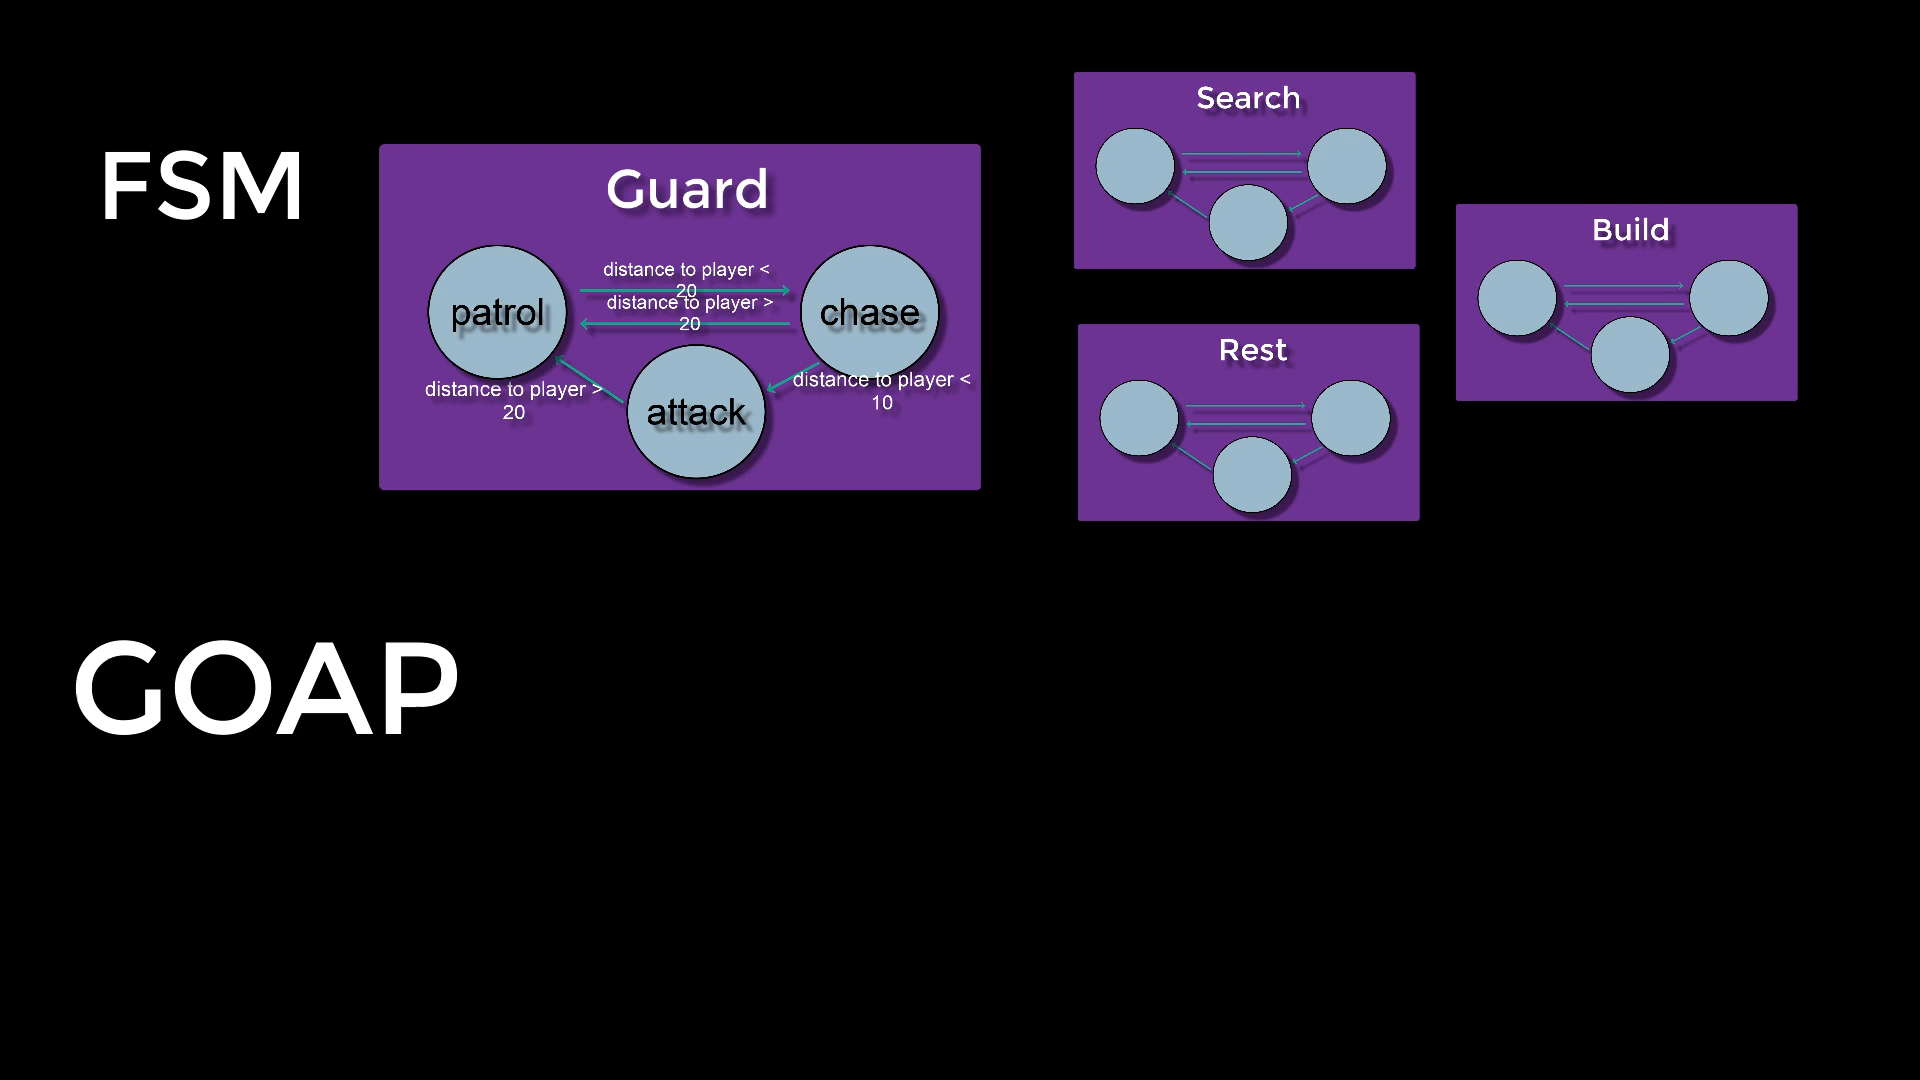 FSM
Guard
patrol
distance to player <
20
distance to player >
20
chase
distance to player >
20
attack
distance to player <
10
Search
Rest
Build
GOAP